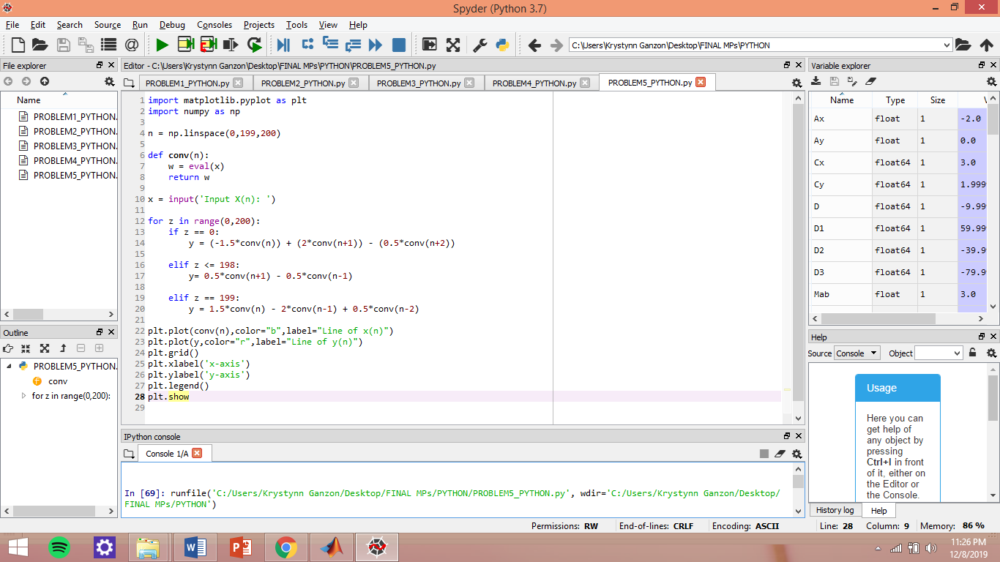 Spyder (Python 3.7)
File Edit Search Source Run Debug Consoles Projects Tools View Help
C:\Users\Krystynn Ganzon\Desktop\FINAL MPs\PYTHON
File explorer
Name
PROBLEM1_PYTHON.
PROBLEM2_PYTHON.
PROBLEM3_PYTHON.
PROBLEM4_PYTHON.
PROBLEM5_PYTHON.
Outline
PROBLEM5_PYTHON.
conv
for z in range(0,200):
Editor - C:\Users\Krystynn Ganzon\Desktop\FINAL MPs\PYTHON\PROBLEM5_PYTHON.py
PROBLEM1_PYTHON.py PROBLEM2_PYTHON.py PROBLEM3_PYTHON.py PROBLEM4_PYTHON.py PROBLEM5_PYTHON.py
1 import matplotlib.pyplot as plt
2 import numpy as np
3
4 n = np.linspace(0,199,200)
5
6 def conv(n):
7     w = eval(x)
8     return w
9
10 x = input('Input X(n): ')
11
12 for z in range(0,200):
13     if z == 0:
14         y = (-1.5*conv(n)) + (2*conv(n+1)) - (0.5*conv(n+2))
15
16     elif z <= 198:
17         y= 0.5*conv(n+1) - 0.5*conv(n-1)
18
19     elif z == 199:
20         y = 1.5*conv(n) - 2*conv(n-1) + 0.5*conv(n-2)
21
22 plt.plot(conv(n),color="b",label="Line of x(n)")
23 plt.plot(y,color="r",label="Line of y(n)")
24 plt.grid()
25 plt.xlabel('x-axis')
26 plt.ylabel('y-axis')
27 plt.legend()
28 plt.show
29
IPython console
Console 1/A
In [69]: runfile('C:/Users/Krystynn Ganzon/Desktop/FINAL MPs/PYTHON/PROBLEM5_PYTHON.py', wdir='C:/Users/Krystynn Ganzon/Desktop/
FINAL MPs/PYTHON')
Variable explorer
Name Type Size
Ax float 1 -2.0
Ay float 1 0.0
Cx float64 1 3.0
Cy float64 1 1.999
D float64 1 -9.999
D1 float64 1 59.99
D2 float64 1 -39.9
D3 float64 1 -79.9
Mab float 1 3.0
Help
Source Console Object
Usage
Here you can
get help of
any object by
pressing
Ctrl+I in front
of it, either on
the Editor or
the Console.
History log Help
Permissions: RW End-of-lines: CRLF Encoding: ASCII Line: 28 Column: 9 Memory: 86 %
11:26 PM
12/8/2019